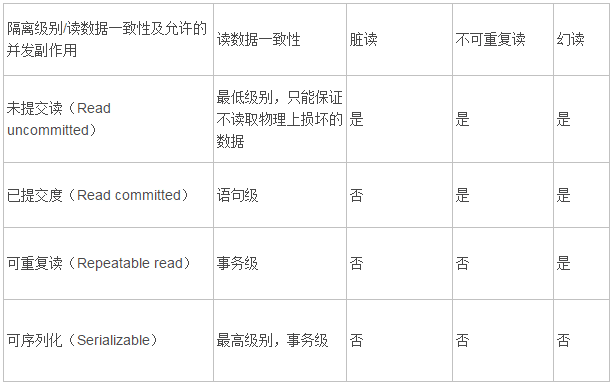 隔离级别/读数据一致性及允许的
并发副作用
读数据一致性
脏读
不可重复读
幻读
未提交读（Read
uncommitted）
最低级别，只能保证
不读取物理上损坏的
数据
是
是
是
已提交度（Read committed）
语句级
否
是
是
可重复读（Repeatable read）
事务级
否
否
是
可序列化（Serializable）
最高级别，事务级
否
否
否